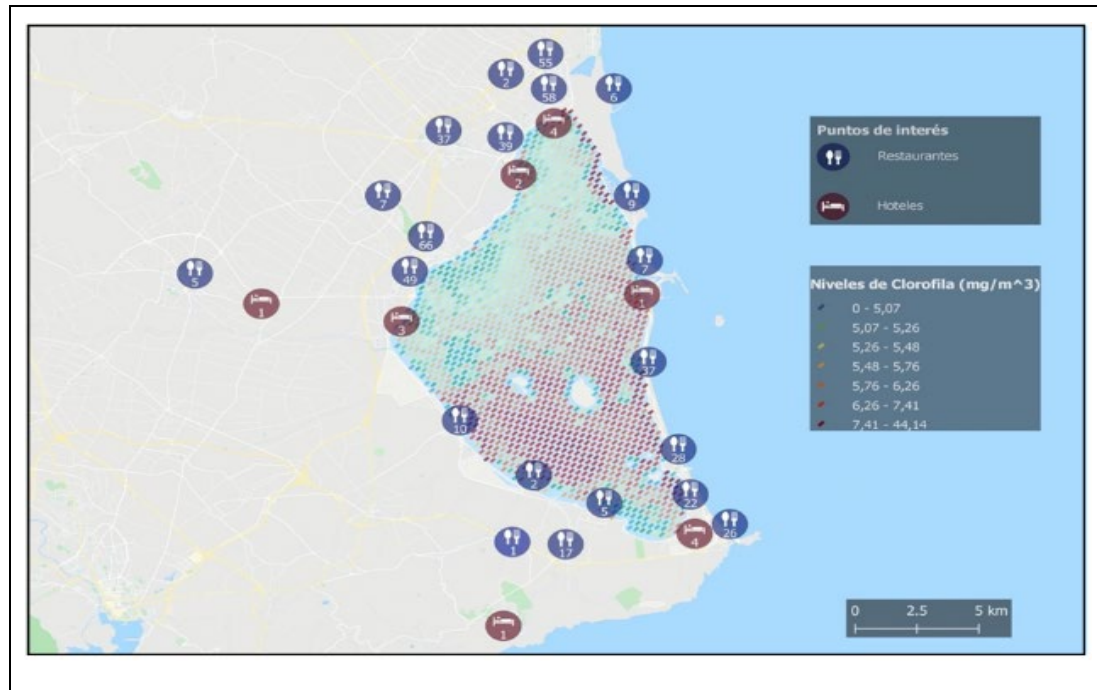 55
2
58
6
4
37
39
2
7
9
66
7
5
49
1
1
3
37
10
28
2
22
5
26
4
1
17
1
Puntos de interés
Restaurantes
Hoteles
Niveles de Clorofila (mg/m^3)
0 - 5,07
5,07 - 5,26
5,26 - 5,48
5,48 - 5,76
5,76 - 6,26
6,26 - 7,41
7,41 - 44,14
0 2.5 5 km